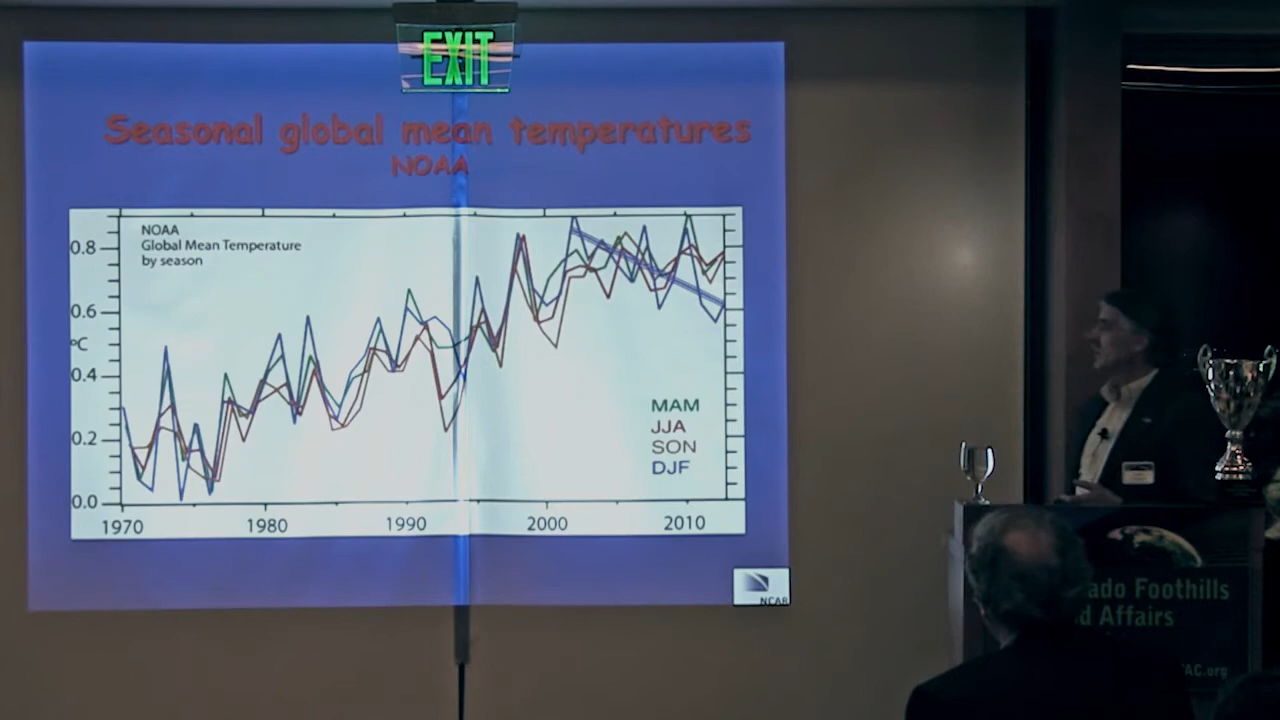 EXIT
Seasonal global mean temperatures
NOAA
NOAA
Global Mean Temperature
by season
0.8
0.6
°C
0.4
0.2
0.0
1970 1980 1990 2000 2010
MAM
JJA
SON
DJF
NCAR
ado Foothills
d Affairs
AC.org